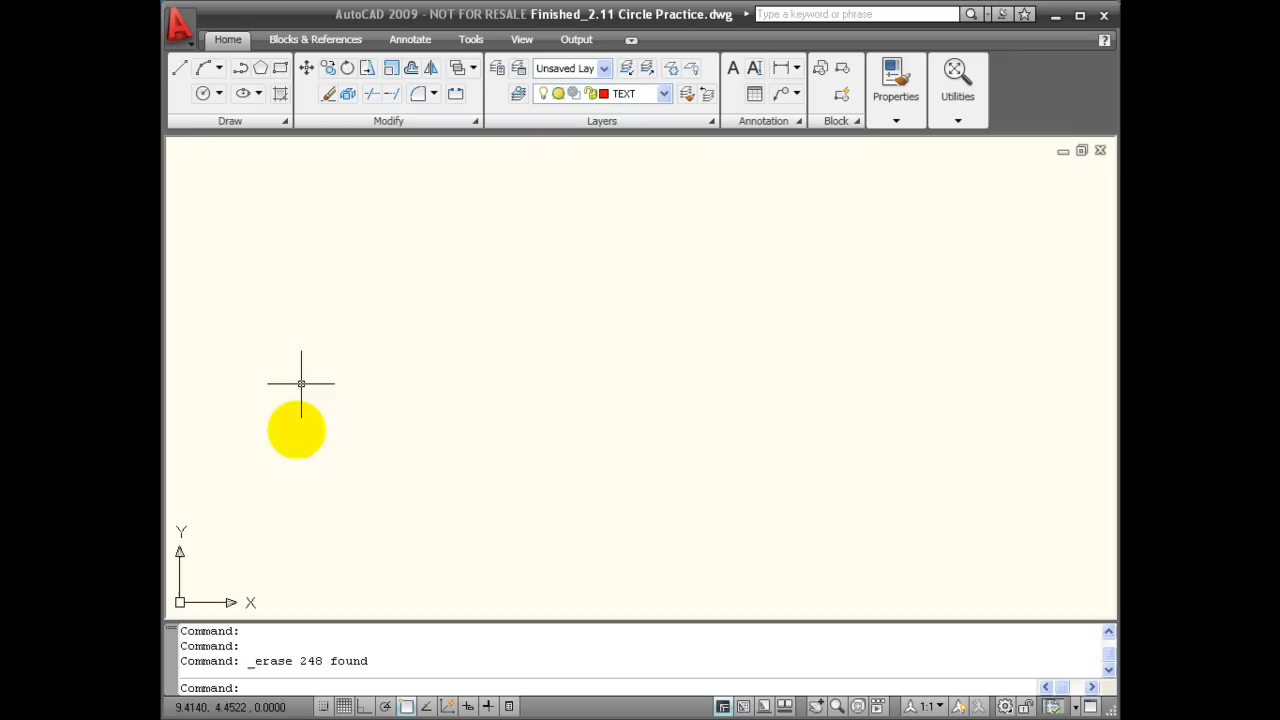 AutoCAD 2009 - NOT FOR RESALE Finished_2.11 Circle Practice.dwg
Type a keyword or phrase
Home Blocks & References Annotate Tools View Output
Unsaved Lay
TEXT
Properties
Utilities
Draw Modify Layers Annotation Block
Y
X
Command:
Command:
Command: _erase 248 found
Command:
9.4140, 4.4522, 0.0000
1:1